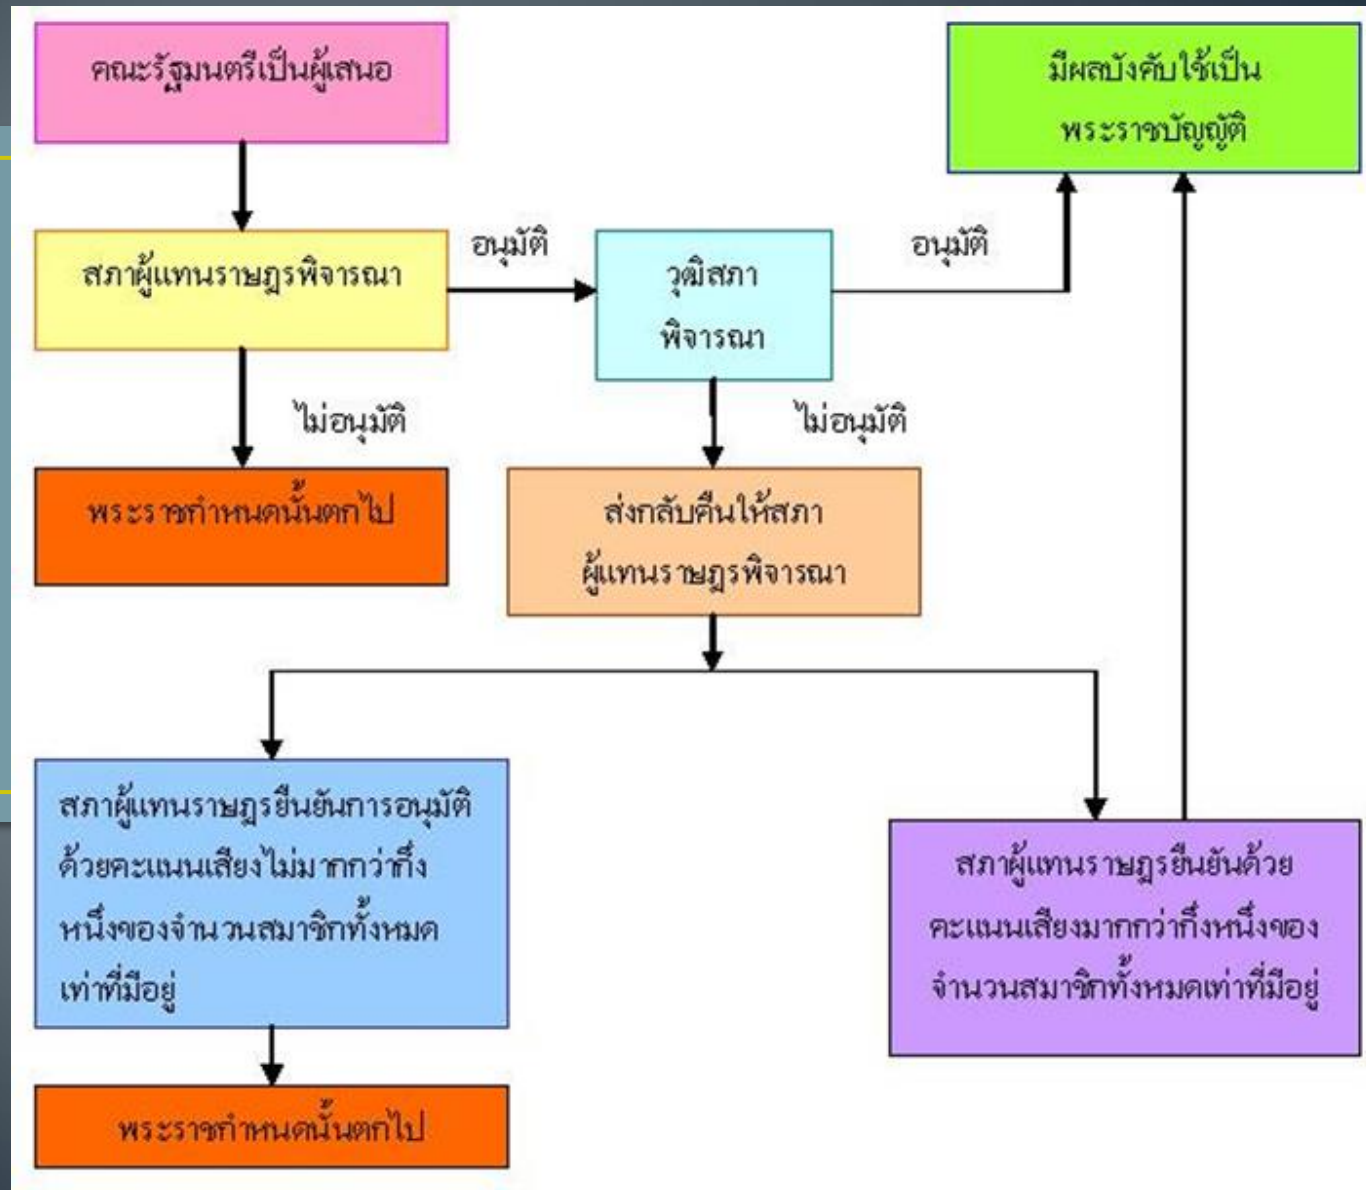 คณะรัฐมนตรีเป็นผู้เสนอ
มีผลบังคับใช้เป็น
พระราชบัญญัติ
สภาผู้แทนราษฎรพิจารณา
อนุมัติ
วุฒิสภา
พิจารณา
อนุมัติ
ไม่อนุมัติ
ไม่อนุมัติ
พระราชกำหนดนั้นตกไป
ส่งกลับคืนให้สภา
ผู้แทนราษฎรพิจารณา
สภาผู้แทนราษฎรยืนยันการอนุมัติ
ด้วยคะแนนเสียงไม่มากกว่ากึ่ง
หนึ่งของจำนวนสมาชิกทั้งหมด
เท่าที่มีอยู่
สภาผู้แทนราษฎรยืนยันด้วย
คะแนนเสียงมากกว่ากึ่งหนึ่งของ
จำนวนสมาชิกทั้งหมดเท่าที่มีอยู่
พระราชกำหนดนั้นตกไป